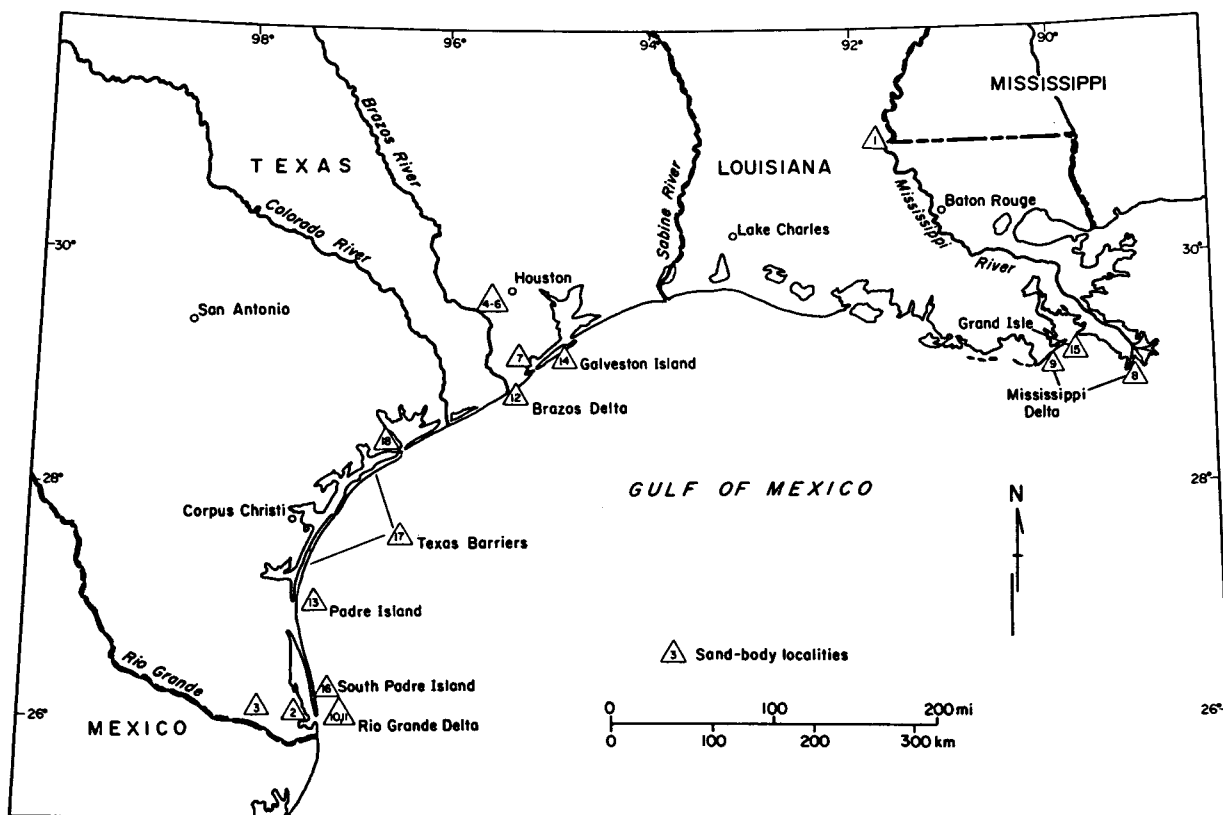 98°
96°
94°
92°
90°
MISSISSIPPI
Brazos River
TEXAS
LOUISIANA
1
Mississippi
River
Baton Rouge
Colorado River
Sabine River
Lake Charles
30°
30°
San Antonio
4-6
Houston
Grand Isle
7
14
Galveston Island
9
15
8
Mississippi
Delta
12
Brazos Delta
18
28°
28°
GULF OF MEXICO
N
Corpus Christi
17
Texas Barriers
13
Padre Island
3
Sand-body localities
Rio Grande
16
South Padre Island
3
2
10,11
Rio Grande Delta
26°
26°
MEXICO
0 100 200 mi
0 100 200 300 km